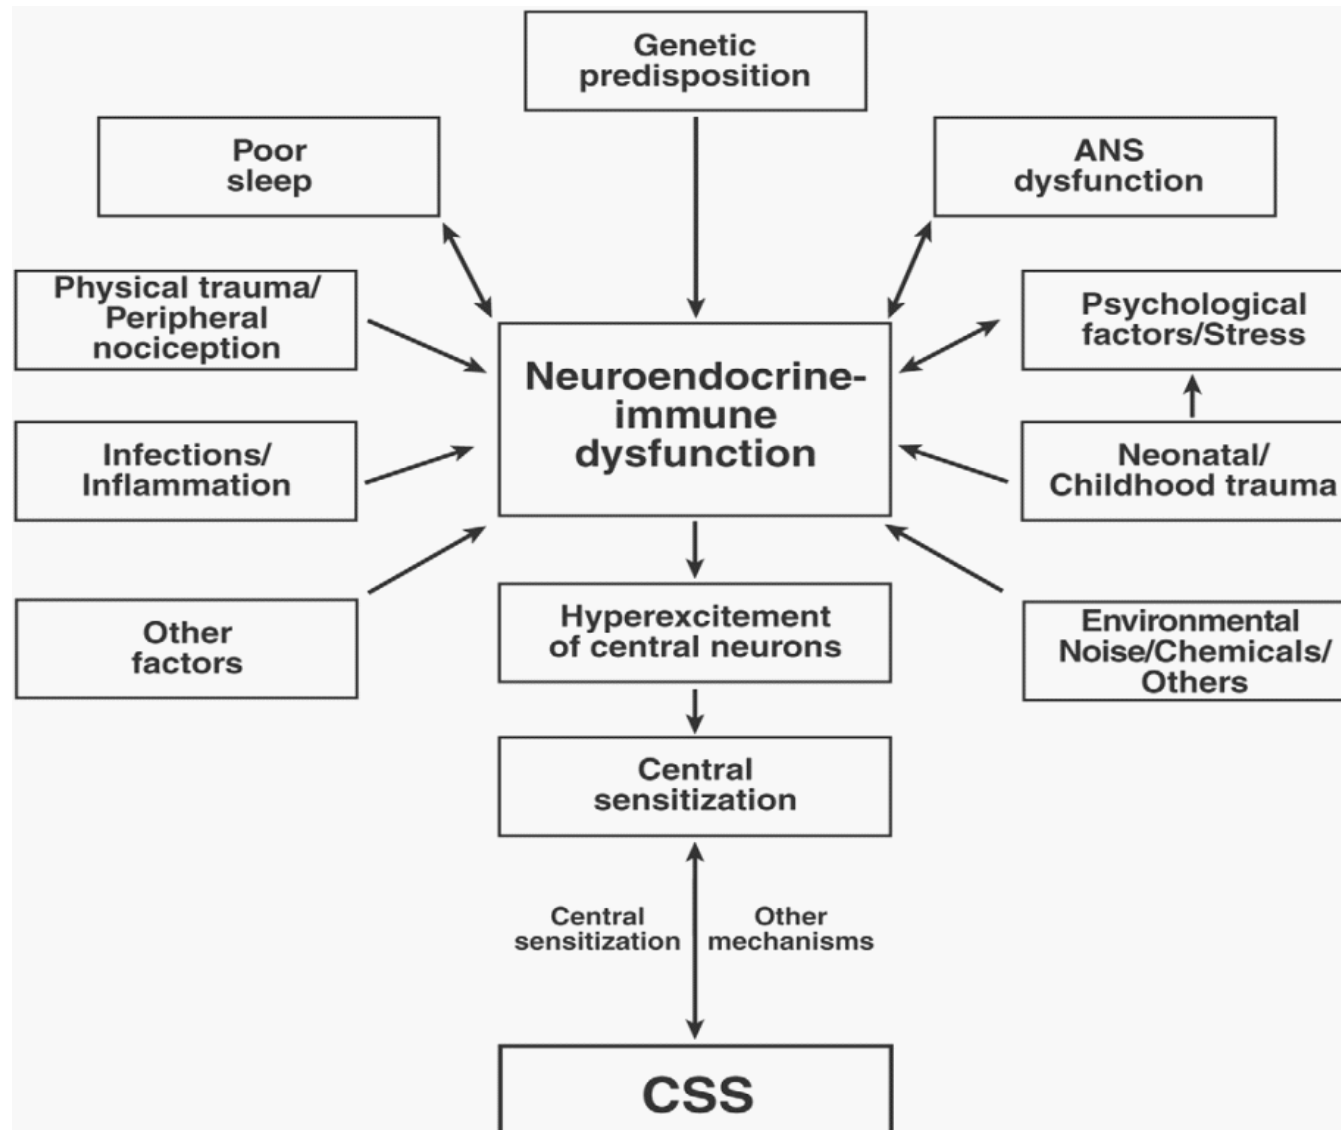 Genetic
predisposition
Poor
sleep
ANS
dysfunction
Physical trauma/
Peripheral
nociception
Psychological
factors/Stress
Neuroendocrine-
immune
dysfunction
Infections/
Inflammation
Neonatal/
Childhood trauma
Other
factors
Hyperexcitement
of central neurons
Environmental
Noise/Chemicals/
Others
Central
sensitization
Central
sensitization
Other
mechanisms
CSS